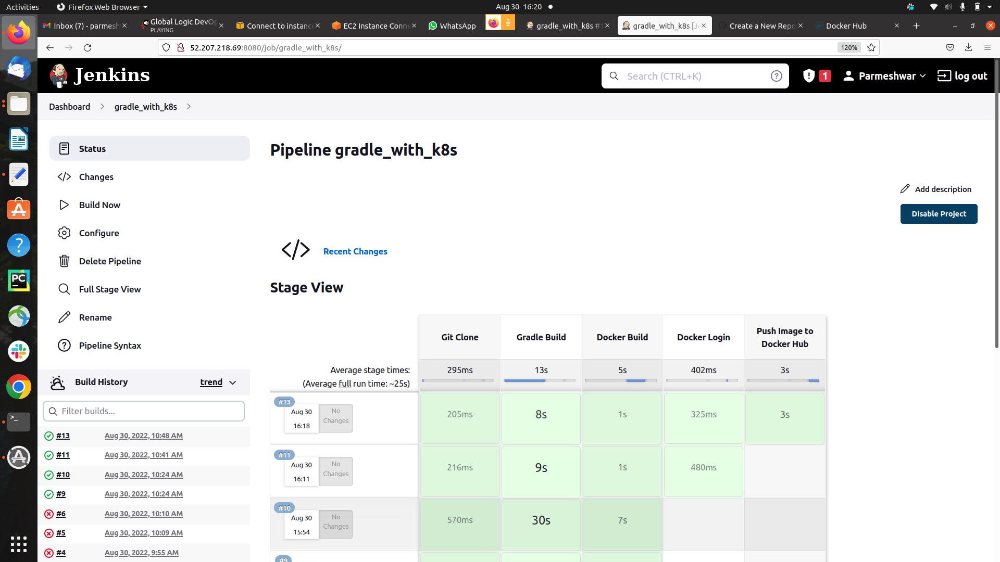 Activities
Firefox Web Browser
Aug 30 16:20
Inbox (7) - parmesh
Global Logic DevOp
PLAYING
Connect to instance
EC2 Instance Conne
WhatsApp
gradle_with_k8s #1
gradle_with_k8s [Je
Create a New Repo
Docker Hub
52.207.218.69:8080/job/gradle_with_k8s/
120%
Jenkins
Search (CTRL+K)
1
Parmeshwar
log out
Dashboard
gradle_with_k8s
Status
Changes
Build Now
Configure
Delete Pipeline
Full Stage View
Rename
Pipeline Syntax
Build History
trend
Filter builds...
#13 Aug 30, 2022, 10:48 AM
#11 Aug 30, 2022, 10:41 AM
#10 Aug 30, 2022, 10:24 AM
#9 Aug 30, 2022, 10:24 AM
#6 Aug 30, 2022, 10:10 AM
#5 Aug 30, 2022, 10:09 AM
#4 Aug 30, 2022, 9:55 AM
Pipeline gradle_with_k8s
Add description
Disable Project
Recent Changes
Stage View
Git Clone
Gradle Build
Docker Build
Docker Login
Push Image to
Docker Hub
Average stage times:
(Average full run time: ~25s)
295ms
13s
5s
402ms
3s
#13
Aug 30
16:18
No
Changes
205ms
8s
1s
325ms
3s
#11
Aug 30
16:11
No
Changes
216ms
9s
1s
480ms
#10
Aug 30
15:54
No
Changes
570ms
30s
7s
#9
PC